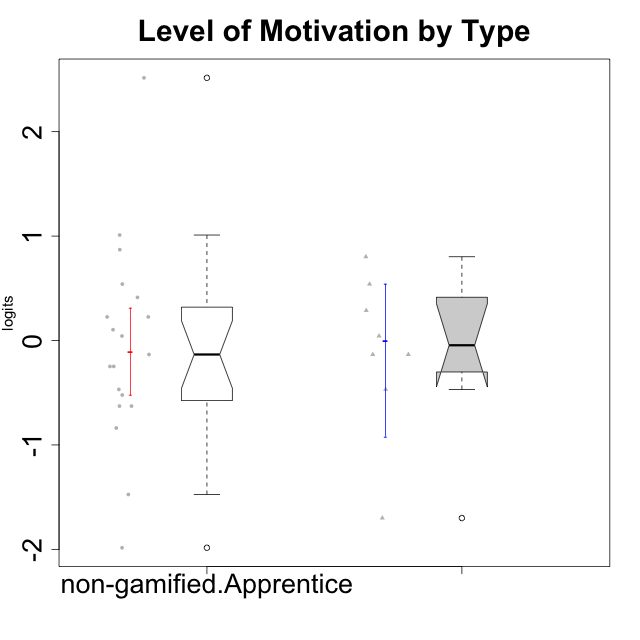 Level of Motivation by Type
logits
2
1
0
-1
-2
non-gamified.Apprentice